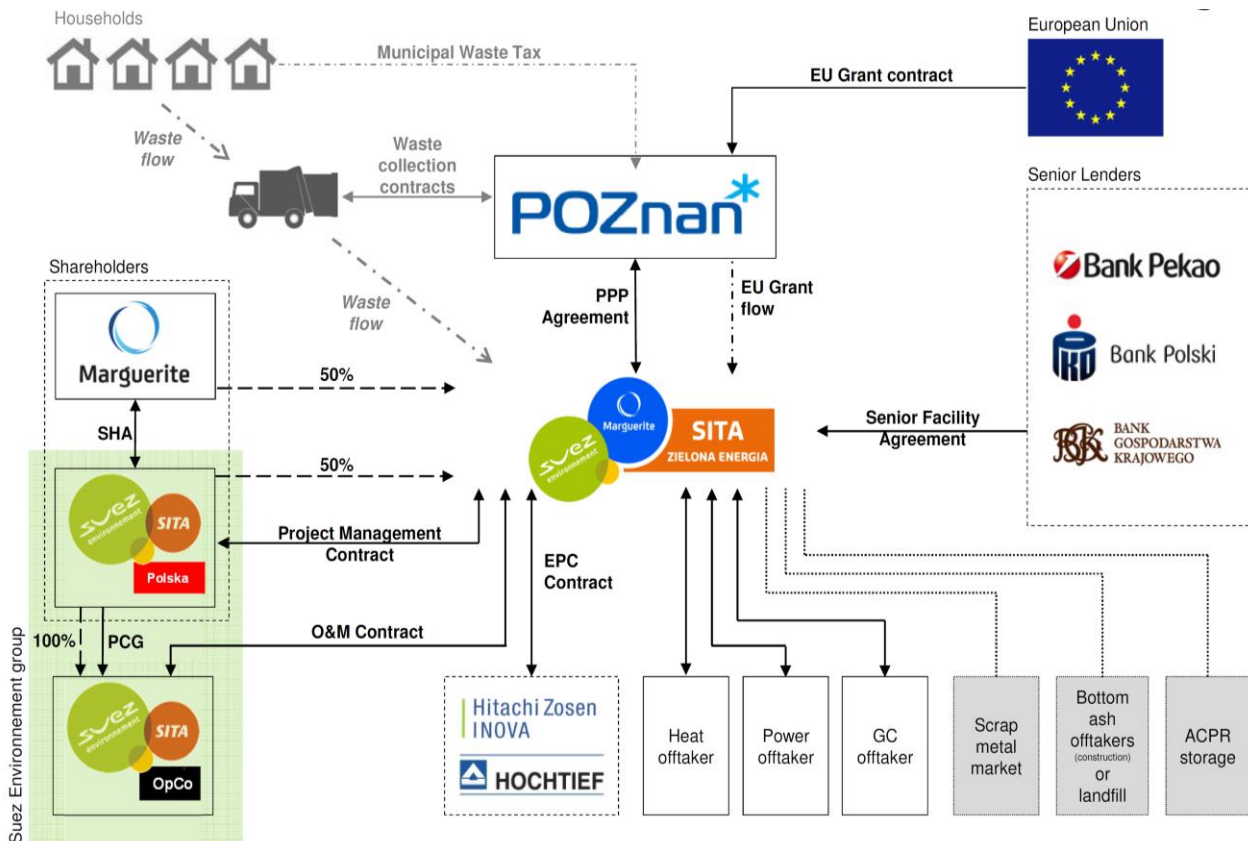 Households
European Union
Municipal Waste Tax
EU Grant contract
Waste
flow
Waste
collection
contracts
POZnan*
Senior Lenders
Bank Pekao
Shareholders
Waste
flow
PPP
Agreement
EU Grant
flow
PKO
Bank Polski
Marguerite
50%
Marguerite
SITA
ZIELONA ENERGIA
Senior Facility
Agreement
BGK
BANK
GOSPODARSTWA
KRAJOWEGO
SHA
50%
suez
environnement
suez
environnement
SITA
Polska
Project Management
Contract
EPC
Contract
100%
PCG
O&M Contract
suez
environnement
SITA
OpCo
Suez Environnement group
Hitachi Zosen
INOVA
HOCHTIEF
Heat
offtaker
Power
offtaker
GC
offtaker
Scrap
metal
market
Bottom
ash
offtakers
(construction)
or
landfill
ACPR
storage